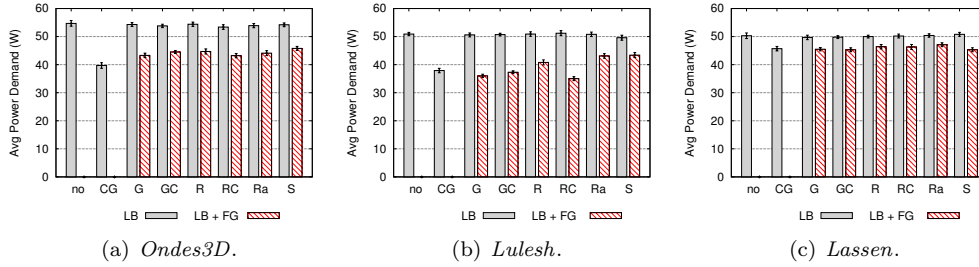 Avg Power Demand (W)
60
50
40
30
20
10
0
no CG G GC R RC Ra S
LB LB + FG
(a) Ondes3D.
Avg Power Demand (W)
60
50
40
30
20
10
0
no CG G GC R RC Ra S
LB LB + FG
(b) Lulesh.
Avg Power Demand (W)
60
50
40
30
20
10
0
no CG G GC R RC Ra S
LB LB + FG
(c) Lassen.